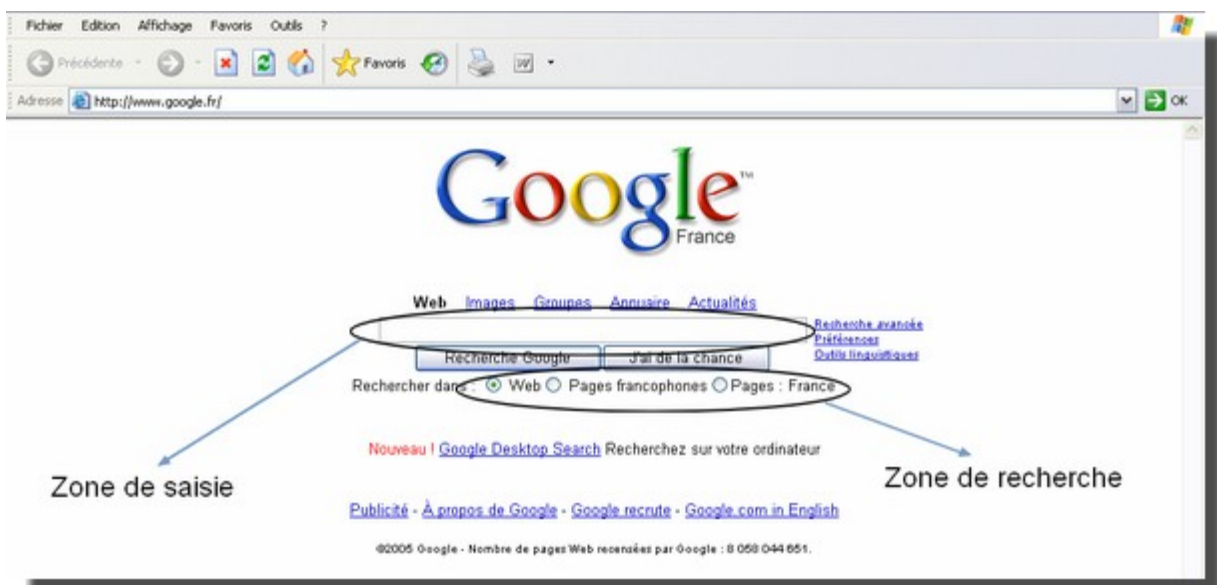 Fichier Edition Affichage Favoris Outils ?
Précédente Favoris
Adresse http://www.google.fr/ OK
Google™
France
Web Images Groupes Annuaire Actualités
Recherche avancée
Préférences
Outils linguistiques
Recherche Google J'ai de la chance
Rechercher dans : Web Pages francophones Pages : France
Nouveau ! Google Desktop Search Recherchez sur votre ordinateur
Zone de saisie
Zone de recherche
Publicité - À propos de Google - Google recrute - Google.com in English
©2005 Google - Nombre de pages Web recensées par Google : 8 058 044 651.